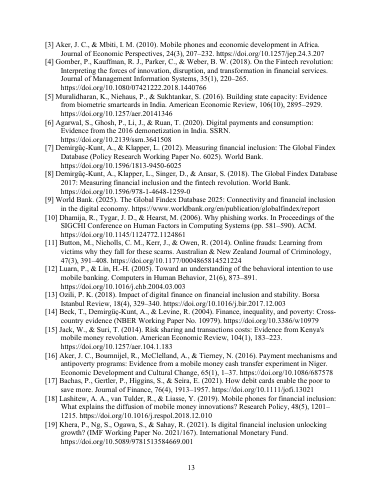 [3] Aker, J. C., & Mbiti, I. M. (2010). Mobile phones and economic development in Africa.
Journal of Economic Perspectives, 24(3), 207–232. https://doi.org/10.1257/jep.24.3.207
[4] Gomber, P., Kauffman, R. J., Parker, C., & Weber, B. W. (2018). On the Fintech revolution:
Interpreting the forces of innovation, disruption, and transformation in financial services.
Journal of Management Information Systems, 35(1), 220–265.
https://doi.org/10.1080/07421222.2018.1440766
[5] Muralidharan, K., Niehaus, P., & Sukhtankar, S. (2016). Building state capacity: Evidence
from biometric smartcards in India. American Economic Review, 106(10), 2895–2929.
https://doi.org/10.1257/aer.20141346
[6] Agarwal, S., Ghosh, P., Li, J., & Ruan, T. (2020). Digital payments and consumption:
Evidence from the 2016 demonetization in India. SSRN.
https://doi.org/10.2139/ssrn.3641508
[7] Demirgüç-Kunt, A., & Klapper, L. (2012). Measuring financial inclusion: The Global Findex
Database (Policy Research Working Paper No. 6025). World Bank.
https://doi.org/10.1596/1813-9450-6025
[8] Demirgüç-Kunt, A., Klapper, L., Singer, D., & Ansar, S. (2018). The Global Findex Database
2017: Measuring financial inclusion and the fintech revolution. World Bank.
https://doi.org/10.1596/978-1-4648-1259-0
[9] World Bank. (2025). The Global Findex Database 2025: Connectivity and financial inclusion
in the digital economy. https://www.worldbank.org/en/publication/globalfindex/report
[10] Dhamija, R., Tygar, J. D., & Hearst, M. (2006). Why phishing works. In Proceedings of the
SIGCHI Conference on Human Factors in Computing Systems (pp. 581–590). ACM.
https://doi.org/10.1145/1124772.1124861
[11] Button, M., Nicholls, C. M., Kerr, J., & Owen, R. (2014). Online frauds: Learning from
victims why they fall for these scams. Australian & New Zealand Journal of Criminology,
47(3), 391–408. https://doi.org/10.1177/0004865814521224
[12] Luarn, P., & Lin, H.-H. (2005). Toward an understanding of the behavioral intention to use
mobile banking. Computers in Human Behavior, 21(6), 873–891.
https://doi.org/10.1016/j.chb.2004.03.003
[13] Ozili, P. K. (2018). Impact of digital finance on financial inclusion and stability. Borsa
Istanbul Review, 18(4), 329–340. https://doi.org/10.1016/j.bir.2017.12.003
[14] Beck, T., Demirgüç-Kunt, A., & Levine, R. (2004). Finance, inequality, and poverty: Cross-
country evidence (NBER Working Paper No. 10979). https://doi.org/10.3386/w10979
[15] Jack, W., & Suri, T. (2014). Risk sharing and transactions costs: Evidence from Kenya's
mobile money revolution. American Economic Review, 104(1), 183–223.
https://doi.org/10.1257/aer.104.1.183
[16] Aker, J. C., Boumnijel, R., McClelland, A., & Tierney, N. (2016). Payment mechanisms and
antipoverty programs: Evidence from a mobile money cash transfer experiment in Niger.
Economic Development and Cultural Change, 65(1), 1–37. https://doi.org/10.1086/687578
[17] Bachas, P., Gertler, P., Higgins, S., & Seira, E. (2021). How debit cards enable the poor to
save more. Journal of Finance, 76(4), 1913–1957. https://doi.org/10.1111/jofi.13021
[18] Lashitew, A. A., van Tulder, R., & Liasse, Y. (2019). Mobile phones for financial inclusion:
What explains the diffusion of mobile money innovations? Research Policy, 48(5), 1201–
1215. https://doi.org/10.1016/j.respol.2018.12.010
[19] Khera, P., Ng, S., Ogawa, S., & Sahay, R. (2021). Is digital financial inclusion unlocking
growth? (IMF Working Paper No. 2021/167). International Monetary Fund.
https://doi.org/10.5089/9781513584669.001
13